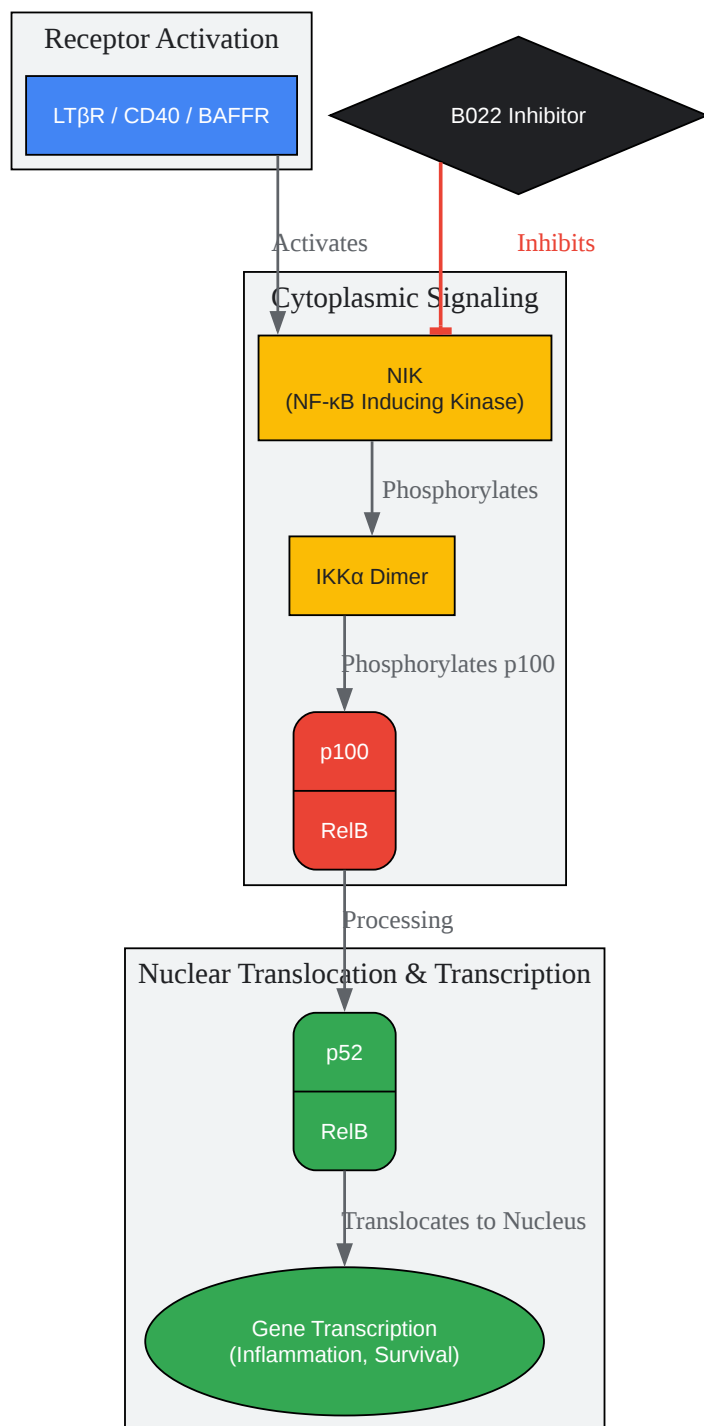 Receptor Activation
LTβR / CD40 / BAFFR
B022 Inhibitor
Activates
Inhibits
Cytoplasmic Signaling
NIK
(NF-κB Inducing Kinase)
Phosphorylates
IKKα Dimer
Phosphorylates p100
p100
RelB
Processing
Nuclear Translocation & Transcription
p52
RelB
Translocates to Nucleus
Gene Transcription
(Inflammation, Survival)